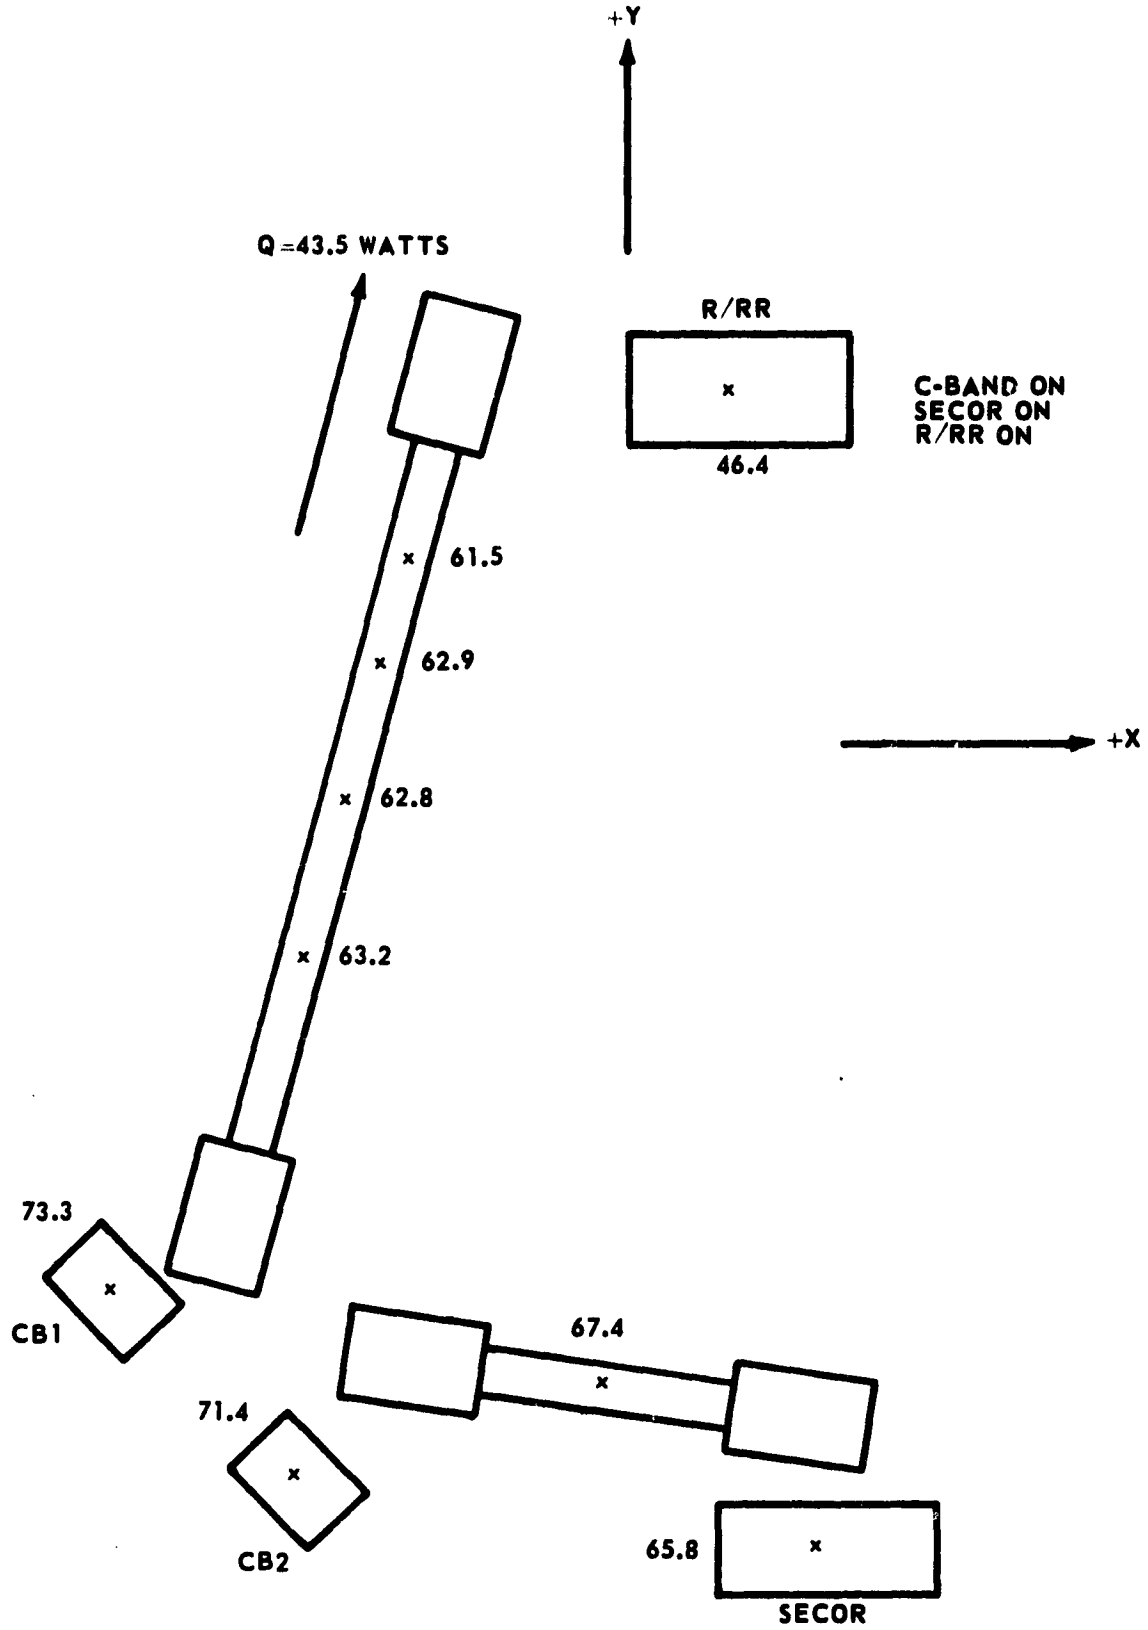 +Y
Q=43.5 WATTS
R/RR
x
C-BAND ON
SECOR ON
R/RR ON
46.4
x 61.5
x 62.9
+X
x 62.8
x 63.2
73.3
x
CB1
67.4
x
71.4
x
CB2
65.8 x
SECOR